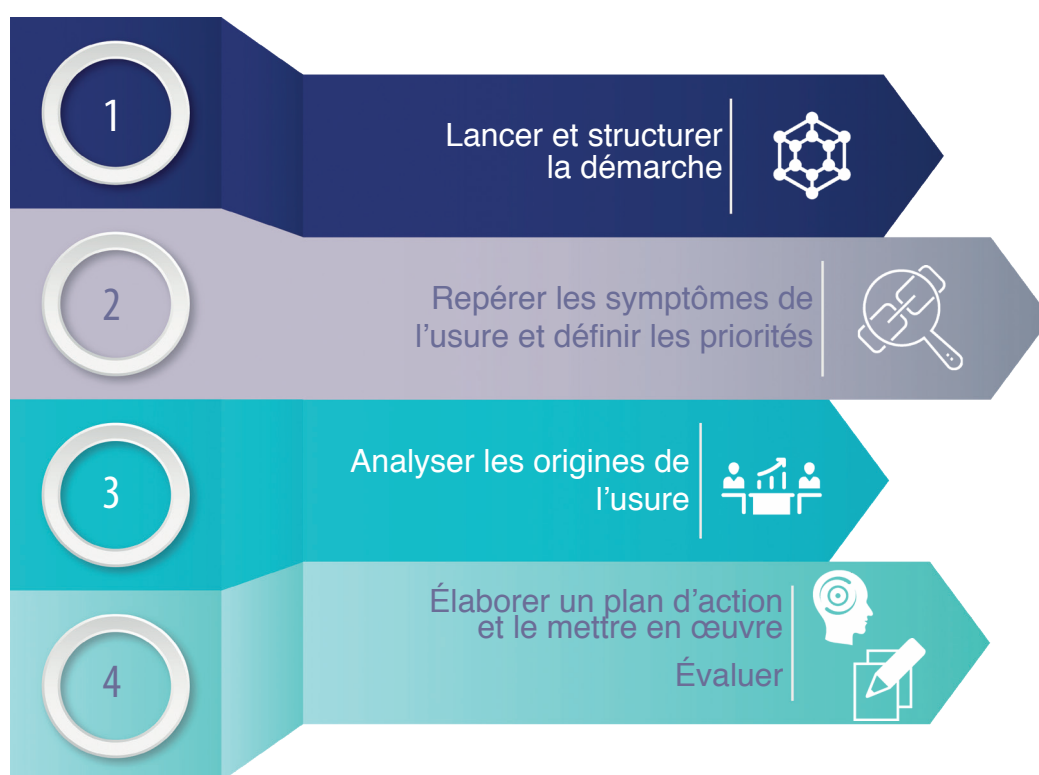 1
Lancer et structurer
la démarche
2
Repérer les symptômes de
l’usure et définir les priorités
3
Analyser les origines de
l’usure
4
Élaborer un plan d’action
et le mettre en œuvre
Évaluer